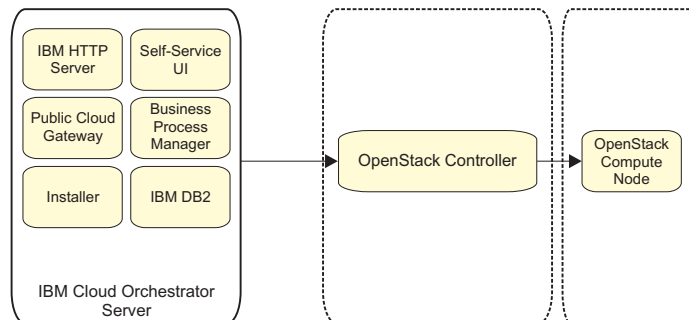 IBM HTTP
Server
Self-Service
UI
Public Cloud
Gateway
Business
Process
Manager
Installer
IBM DB2
IBM Cloud Orchestrator
Server
OpenStack Controller
OpenStack
Compute
Node